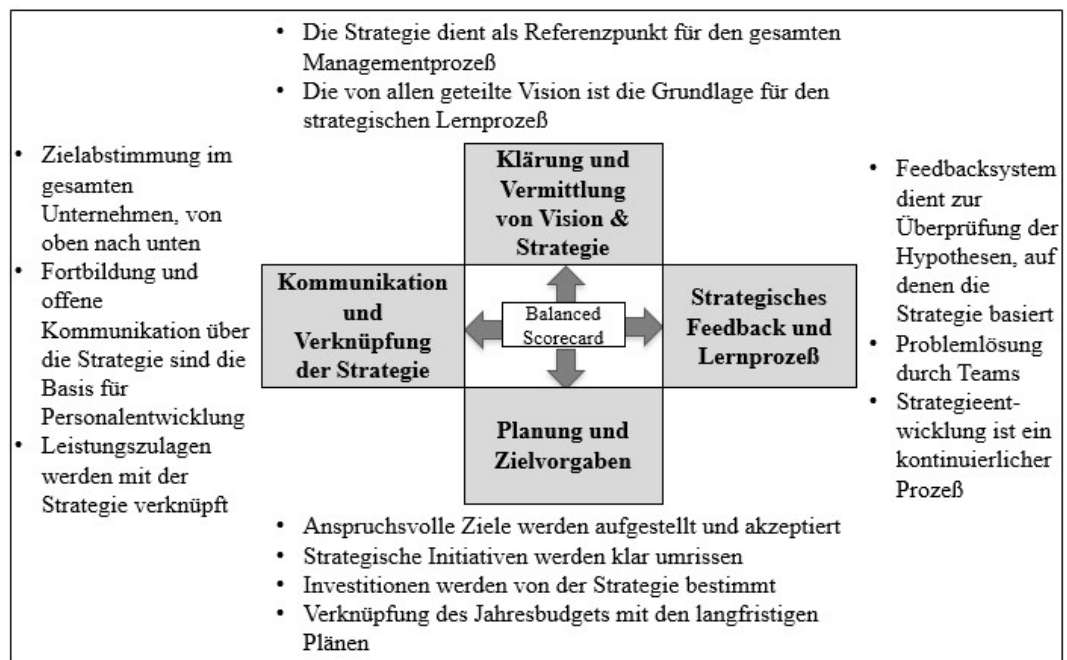 • Die Strategie dient als Referenzpunkt für den gesamten
Managementprozeß
• Die von allen geteilte Vision ist die Grundlage für den
strategischen Lernprozeß
• Zielabstimmung im
gesamten
Unternehmen, von
oben nach unten
• Fortbildung und
offene
Kommunikation über
die Strategie sind die
Basis für
Personalentwicklung
• Leistungszulagen
werden mit der
Strategie verknüpft
Klärung und
Vermittlung
von Vision &
Strategie
Kommunikation
und
Verknüpfung
der Strategie
Balanced
Scorecard
Strategisches
Feedback und
Lernprozeß
Planung und
Zielvorgaben
• Feedbacksystem
dient zur
Überprüfung der
Hypothesen, auf
denen die
Strategie basiert
• Problemlösung
durch Teams
• Strategieent-
wicklung ist ein
kontinuierlicher
Prozeß
• Anspruchsvolle Ziele werden aufgestellt und akzeptiert
• Strategische Initiativen werden klar umrissen
• Investitionen werden von der Strategie bestimmt
• Verknüpfung des Jahresbudgets mit den langfristigen
Plänen